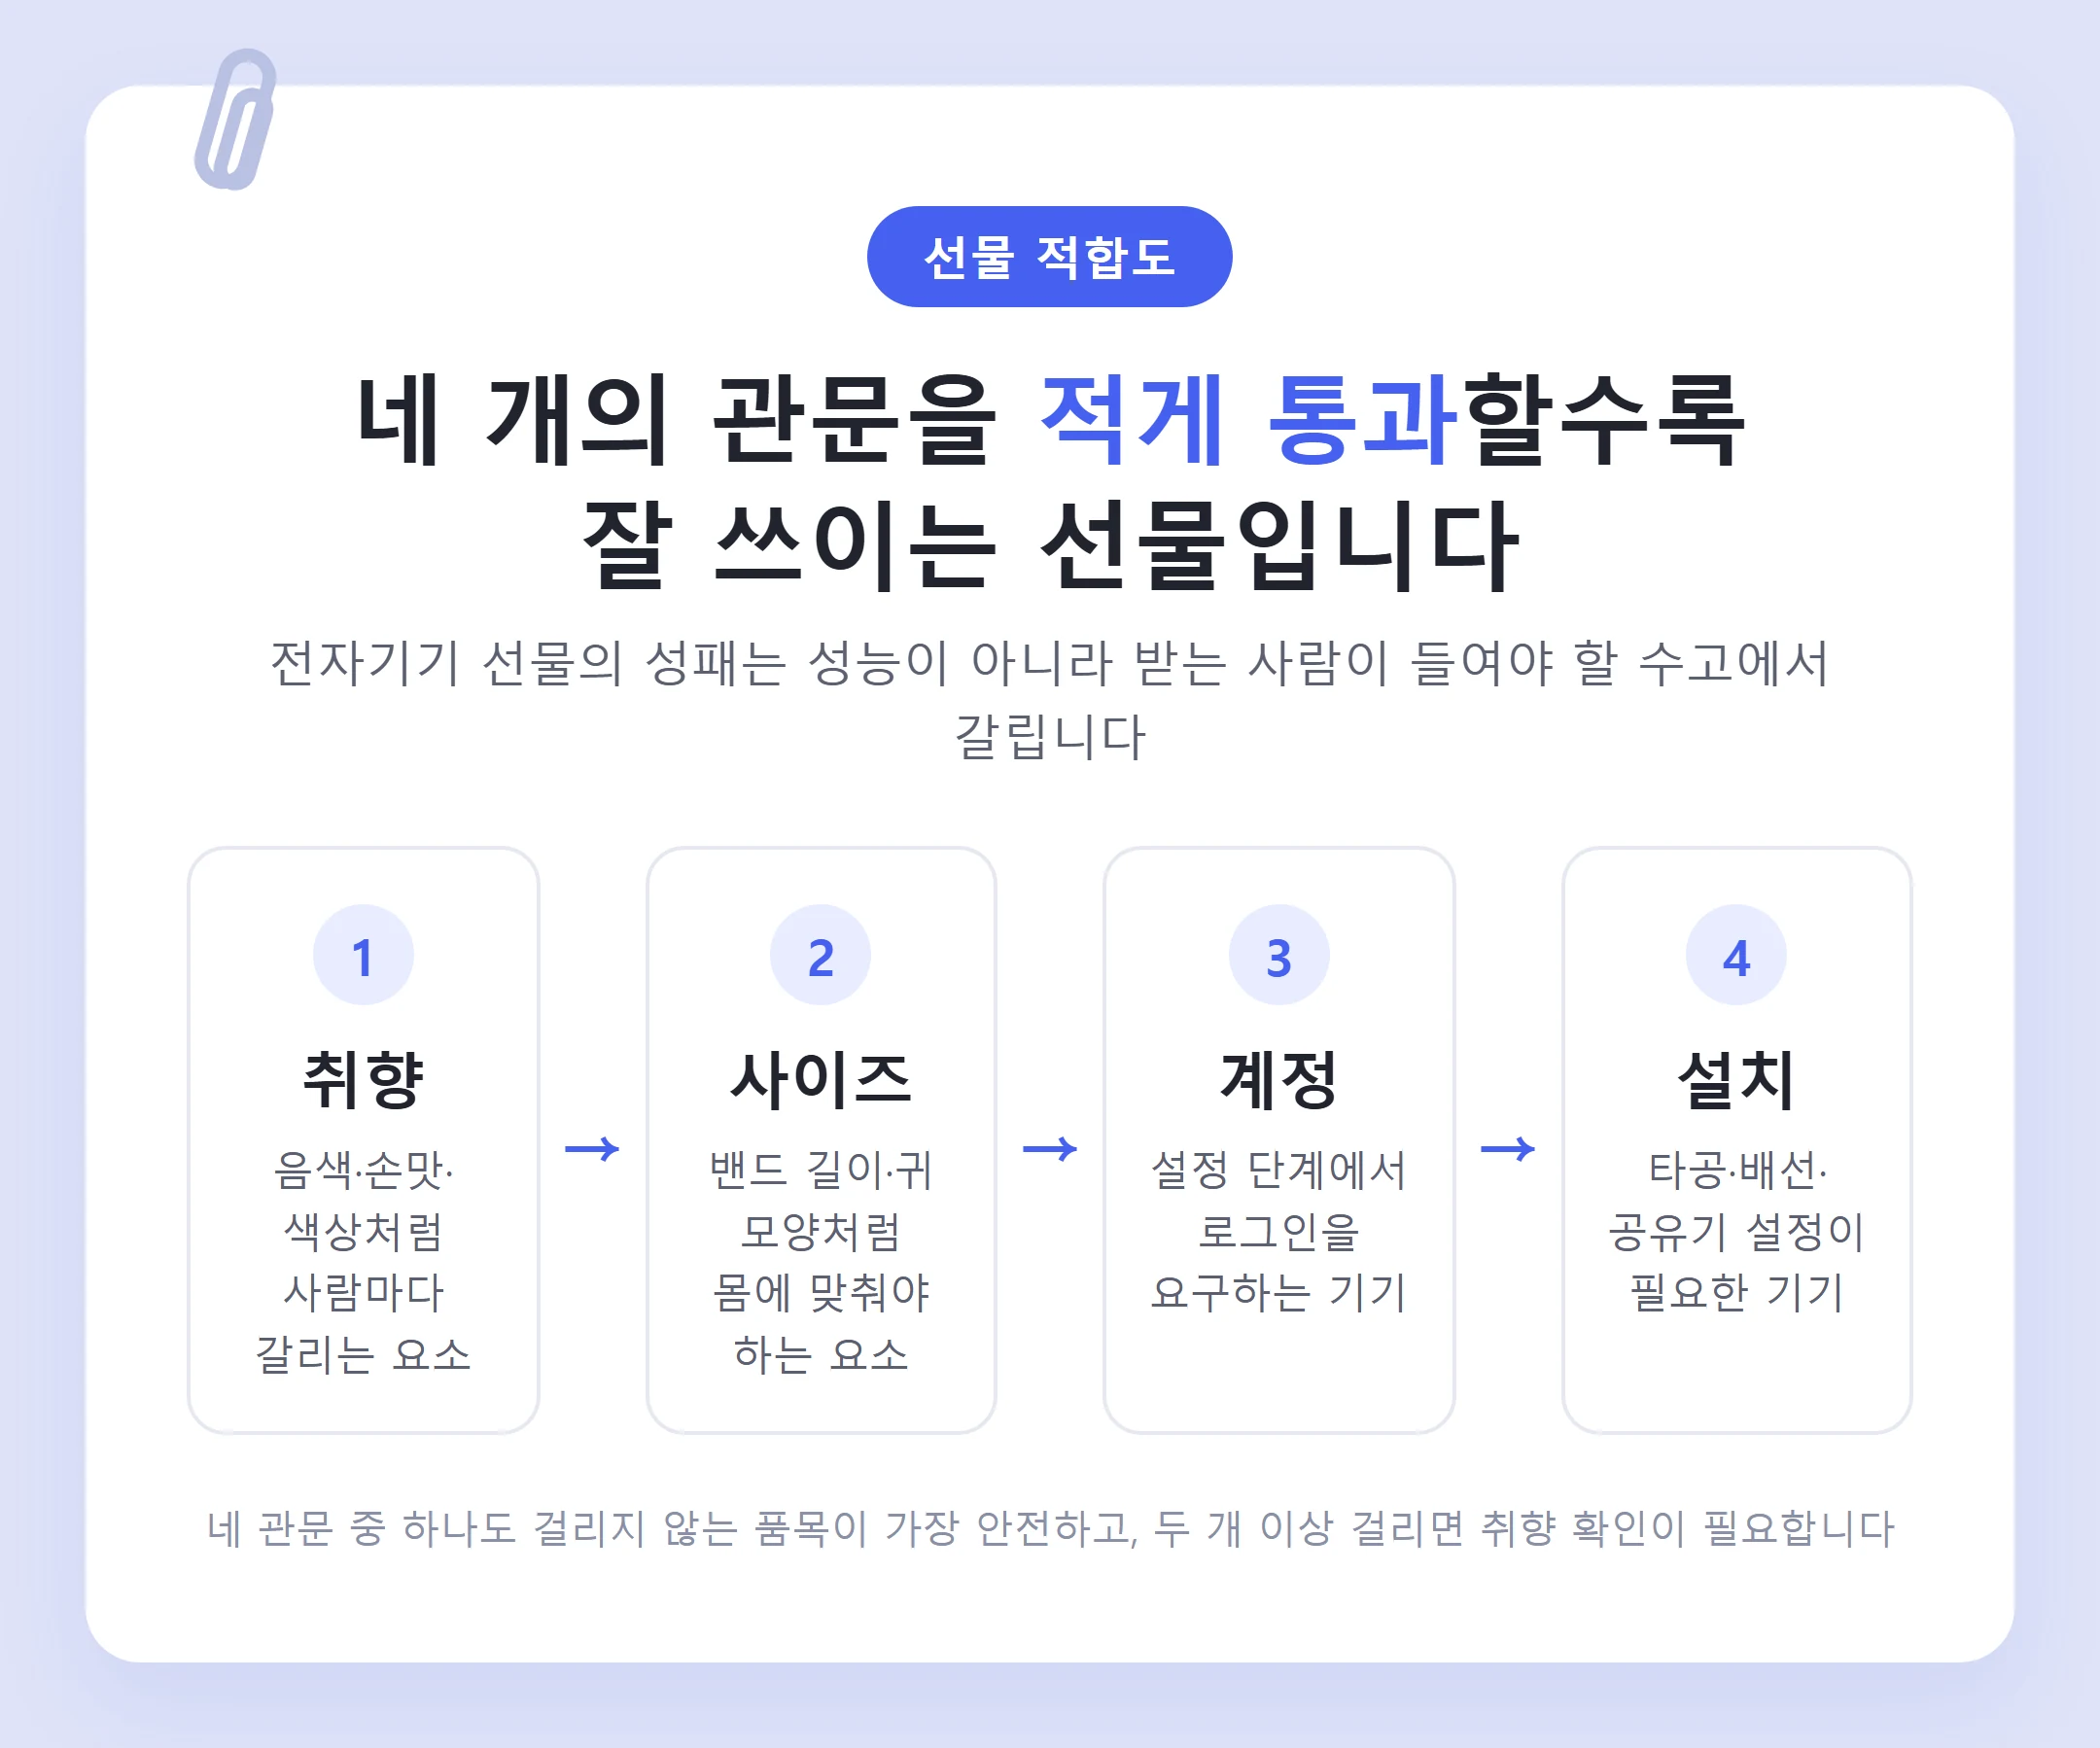 선물 적합도
네 개의 관문을 적게 통과할수록
잘 쓰이는 선물입니다
전자기기 선물의 성패는 성능이 아니라 받는 사람이 들여야 할 수고에서
갈립니다
1
취향
음색·손맛·
색상처럼
사람마다
갈리는 요소
→
2
사이즈
밴드 길이·귀
모양처럼
몸에 맞춰야
하는 요소
→
3
계정
설정 단계에서
로그인을
요구하는 기기
→
4
설치
타공·배선·
공유기 설정이
필요한 기기
네 관문 중 하나도 걸리지 않는 품목이 가장 안전하고, 두 개 이상 걸리면 취향 확인이 필요합니다